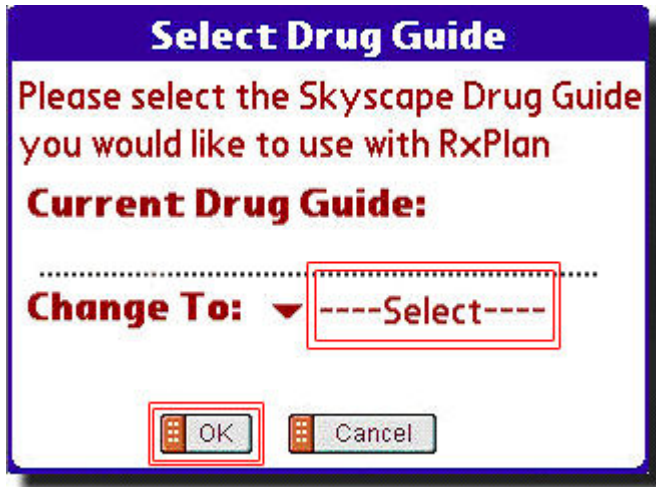 Select Drug Guide
Please select the Skyscape Drug Guide
you would like to use with RxPlan
Current Drug Guide:
Change To: ----Select----
OK Cancel